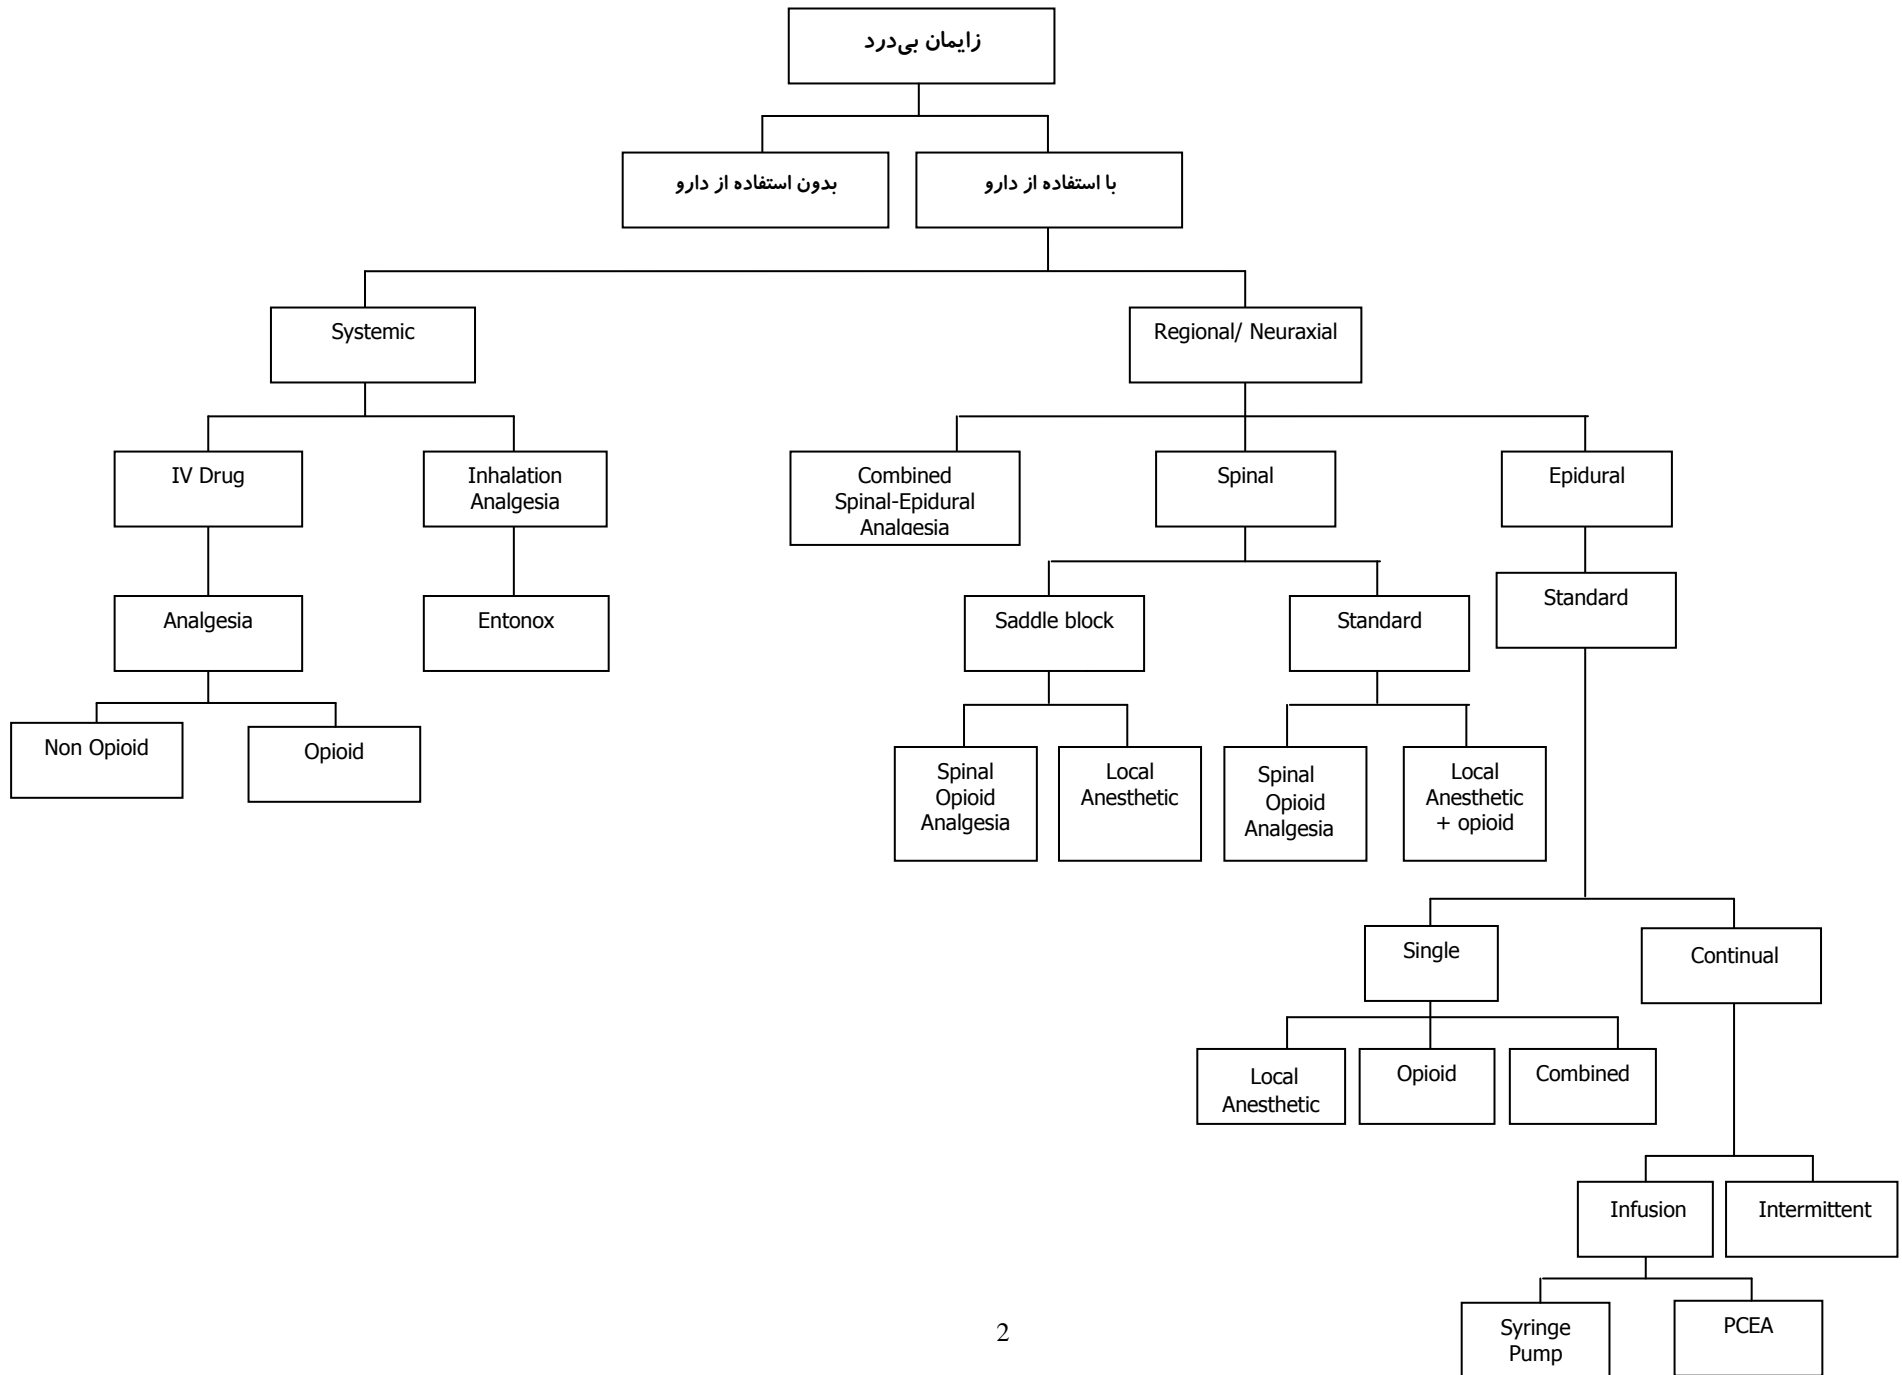 زایمان بی‌درد
بدون استفاده از دارو
با استفاده از دارو
Systemic
Regional/ Neuraxial
IV Drug
Inhalation
Analgesia
Combined
Spinal-Epidural
Analgesia
Spinal
Epidural
Analgesia
Entonox
Saddle block
Standard
Standard
Non Opioid
Opioid
Spinal
Opioid
Analgesia
Local
Anesthetic
Spinal
Opioid
Analgesia
Local
Anesthetic
+ opioid
Single
Continual
Local
Anesthetic
Opioid
Combined
Infusion
Intermittent
Syringe
Pump
PCEA
2